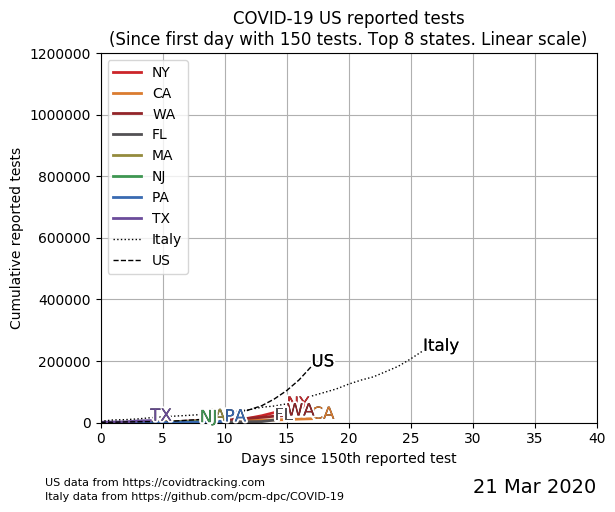 COVID-19 US reported tests
(Since first day with 150 tests. Top 8 states. Linear scale)
1200000
1000000
800000
600000
400000
200000
0
Cumulative reported tests
NY
CA
WA
FL
MA
NJ
PA
TX
Italy
US
US
Italy
TX
NJ
PA
FL
NY
WA
CA
0 5 10 15 20 25 30 35 40
Days since 150th reported test
US data from https://covidtracking.com
Italy data from https://github.com/pcm-dpc/COVID-19
21 Mar 2020